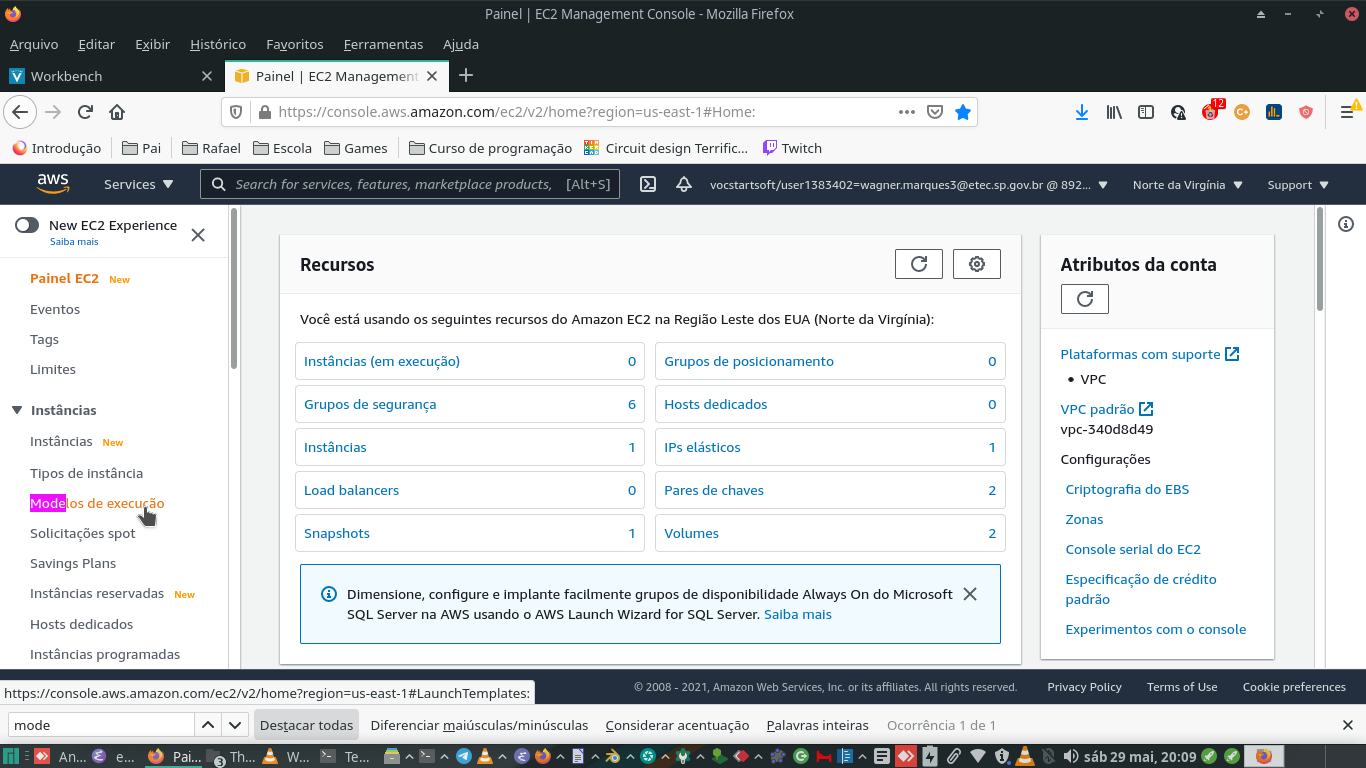 Painel | EC2 Management Console - Mozilla Firefox
Arquivo Editar Exibir Histórico Favoritos Ferramentas Ajuda
Workbench
Painel | EC2 Management
https://console.aws.amazon.com/ec2/v2/home?region=us-east-1#Home:
12
Introdução Pai Rafael Escola Games Curso de programação Circuit design Terrific... Twitch
aws Services Search for services, features, marketplace products, [Alt+S] vocstartsoft/user1383402=wagner.marques3@etec.sp.gov.br @ 892... Norte da Virgínia Support
New EC2 Experience
Saiba mais
Painel EC2 New
Eventos
Tags
Limites
Instâncias
Instâncias New
Tipos de instância
Modelos de execução
Solicitações spot
Savings Plans
Instâncias reservadas New
Hosts dedicados
Instâncias programadas
Recursos
Você está usando os seguintes recursos do Amazon EC2 na Região Leste dos EUA (Norte da Virgínia):
Instâncias (em execução) 0
Grupos de posicionamento 0
Grupos de segurança 6
Hosts dedicados 0
Instâncias 1
IPs elásticos 1
Load balancers 0
Pares de chaves 2
Snapshots 1
Volumes 2
Dimensione, configure e implante facilmente grupos de disponibilidade Always On do Microsoft
SQL Server na AWS usando o AWS Launch Wizard for SQL Server. Saiba mais
Atributos da conta
Plataformas com suporte
VPC
VPC padrão
vpc-340d8d49
Configurações
Criptografia do EBS
Zonas
Console serial do EC2
Especificação de crédito
padrão
Experimentos com o console
https://console.aws.amazon.com/ec2/v2/home?region=us-east-1#LaunchTemplates:
© 2008 - 2021, Amazon Web Services, Inc. or its affiliates. All rights reserved. Privacy Policy Terms of Use Cookie preferences
mode Destacar todas Diferenciar maiúsculas/minúsculas Considerar acentuação Palavras inteiras Ocorrência 1 de 1
An... e... Pai... 3 Th... W... Te... sáb 29 mai, 20:09